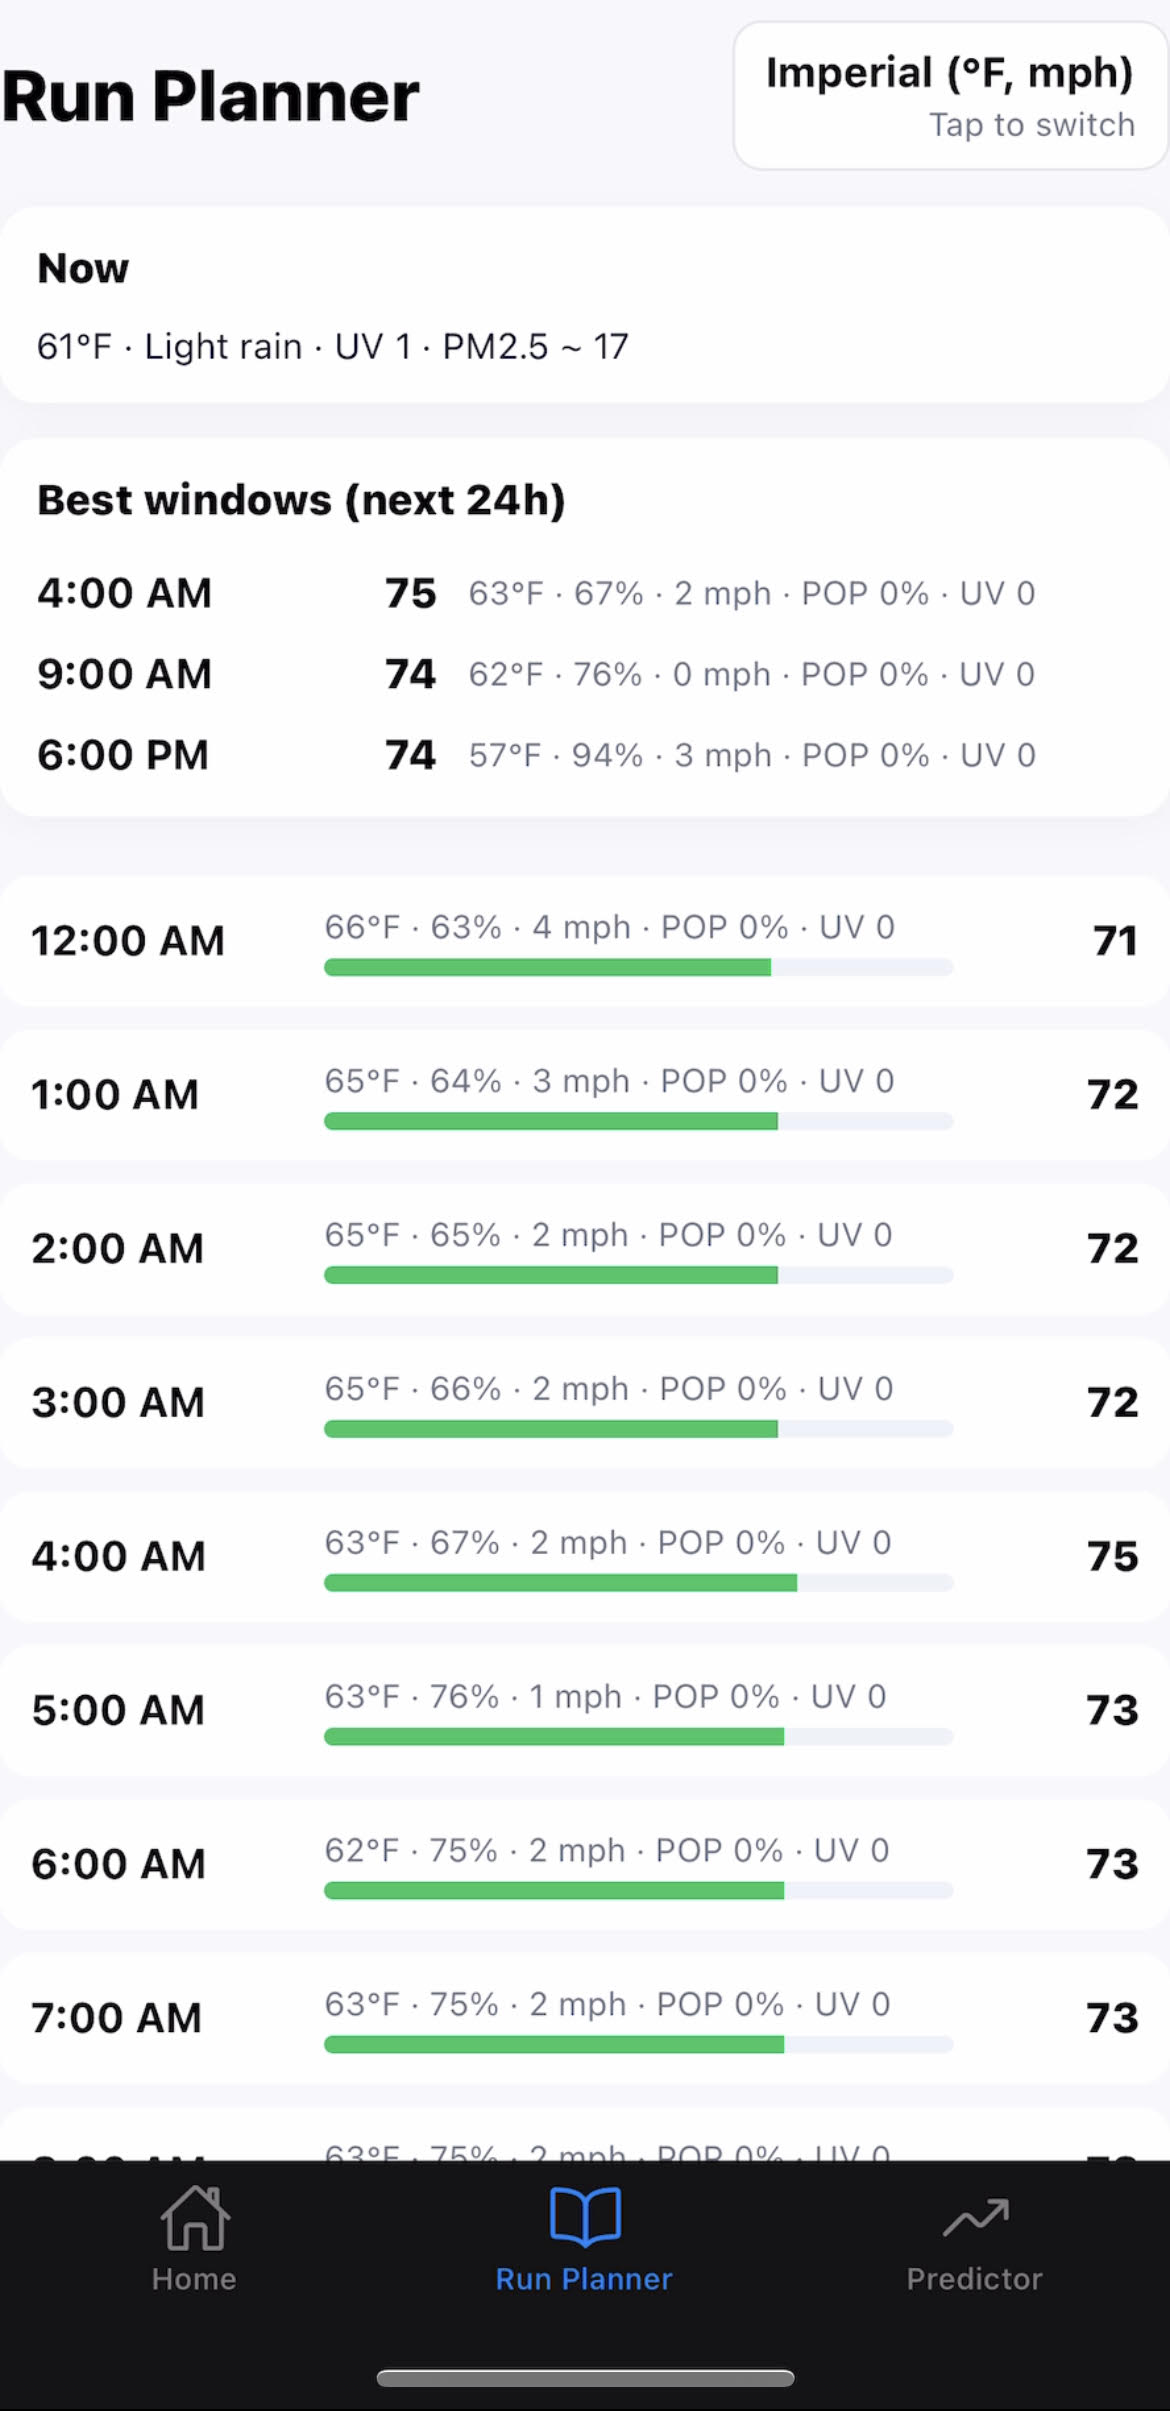 Run Planner
Imperial (°F, mph)
Tap to switch
Now
61°F · Light rain · UV 1 · PM2.5 ~ 17
Best windows (next 24h)
4:00 AM 75 63°F · 67% · 2 mph · POP 0% · UV 0
9:00 AM 74 62°F · 76% · 0 mph · POP 0% · UV 0
6:00 PM 74 57°F · 94% · 3 mph · POP 0% · UV 0
12:00 AM 66°F · 63% · 4 mph · POP 0% · UV 0 71
1:00 AM 65°F · 64% · 3 mph · POP 0% · UV 0 72
2:00 AM 65°F · 65% · 2 mph · POP 0% · UV 0 72
3:00 AM 65°F · 66% · 2 mph · POP 0% · UV 0 72
4:00 AM 63°F · 67% · 2 mph · POP 0% · UV 0 75
5:00 AM 63°F · 76% · 1 mph · POP 0% · UV 0 73
6:00 AM 62°F · 75% · 2 mph · POP 0% · UV 0 73
7:00 AM 63°F · 75% · 2 mph · POP 0% · UV 0 73
63°F · 75% · 2 mph · POP 0% · UV 0
Home
Run Planner
Predictor